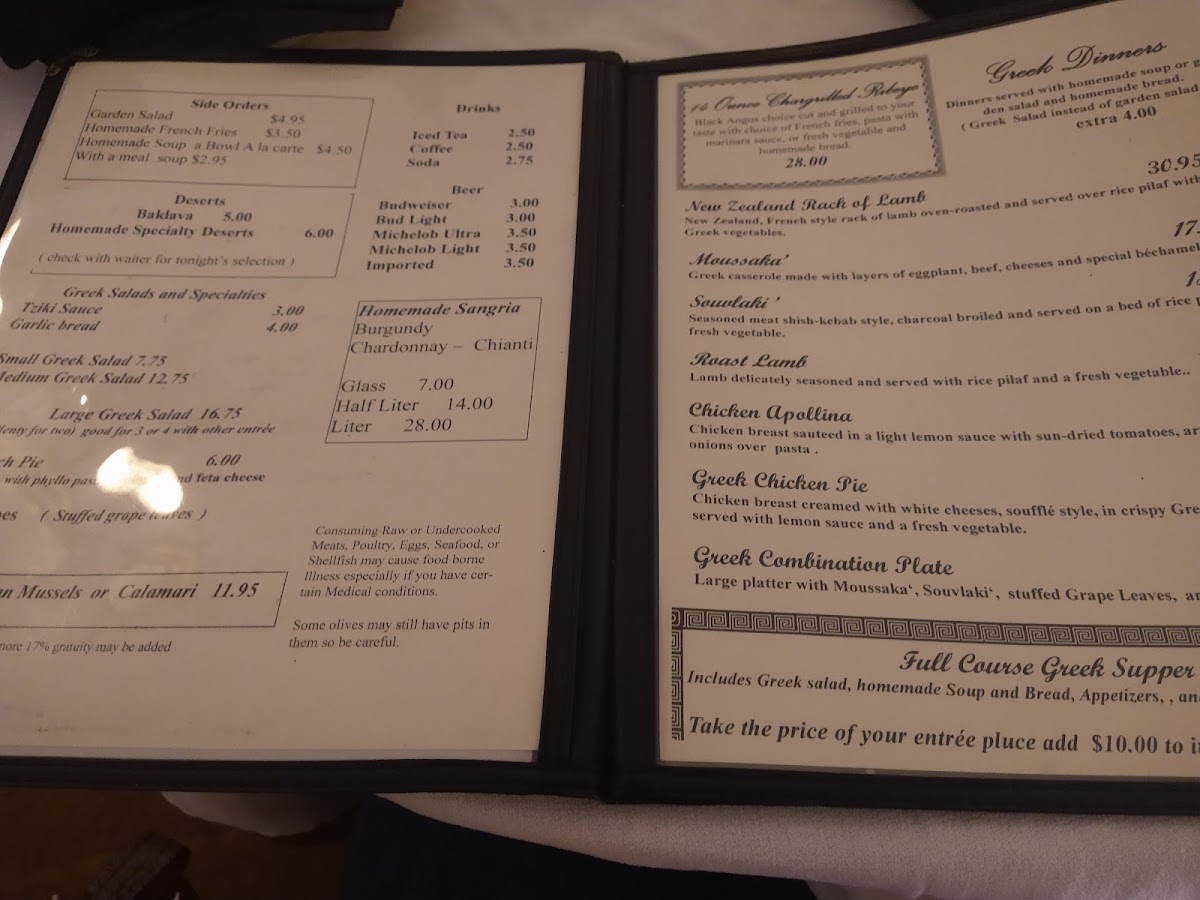 Side Orders
Garden Salad $4.95
Homemade French Fries $3.50
Homemade Soup a Bowl A la carte $4.50
With a meal soup $2.95
Deserts
Baklava 5.00
Homemade Specialty Deserts 6.00
( check with waiter for tonight's selection )
Greek Salads and Specialties
Tziki Sauce 3.00
Garlic bread 4.00
Small Greek Salad 7.75
Medium Greek Salad 12.75
Large Greek Salad 16.75
for two) good for 3 or 4 with other entrée
Pie 6.00
with phyllo feta cheese
( Stuffed grape leaves )
Mussels or Calamari 11.95
more 17% gratuity may be added
Drinks
Iced Tea 2.50
Coffee 2.50
Soda 2.75
Beer
Budweiser 3.00
Bud Light 3.00
Michelob Ultra 3.50
Michelob Light 3.50
Imported 3.50
Homemade Sangria
Burgundy
Chardonnay – Chianti
Glass 7.00
Half Liter 14.00
Liter 28.00
Consuming Raw or Undercooked
Meats, Poultry, Eggs, Seafood, or
Shellfish may cause food borne
Illness especially if you have cer-
tain Medical conditions.
Some olives may still have pits in
them so be careful.
14 Ounce Chargrilled Ribeye
Black Angus choice cut and grilled to your
taste with choice of French fries, pasta with
marinara sauce, or fresh vegetable and
homemade bread.
28.00
Greek Dinners
Dinners served with homemade soup or
den salad and homemade bread.
( Greek Salad instead of garden salad
extra 4.00
30.95
New Zealand Rack of Lamb
New Zealand, French style rack of lamb oven-roasted and served over rice pilaf with
Greek vegetables.
17.
Moussaka'
Greek casserole made with layers of eggplant, beef, cheeses and special béchamel
Souvlaki '
Seasoned meat shish-kebab style, charcoal broiled and served on a bed of rice
fresh vegetable.
Roast Lamb
Lamb delicately seasoned and served with rice pilaf and a fresh vegetable..
Chicken Apollina
Chicken breast sauteed in a light lemon sauce with sun-dried tomatoes,
onions over pasta .
Greek Chicken Pie
Chicken breast creamed with white cheeses, soufflé style, in crispy
served with lemon sauce and a fresh vegetable.
Greek Combination Plate
Large platter with Moussaka‘, Souvlaki‘, stuffed Grape Leaves,
Full Course Greek Supper
Includes Greek salad, homemade Soup and Bread, Appetizers, ,
Take the price of your entrée pluce add $10.00 to